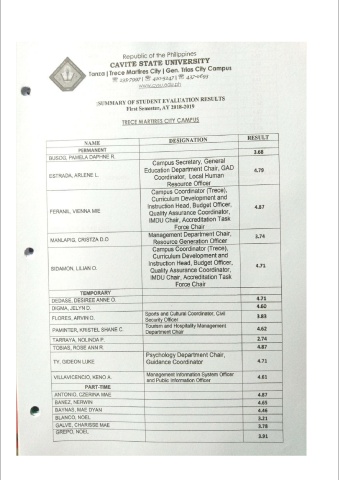 Republic of the Philippines
CAVITE STATE UNIVERSITY
Tanza | Trece Martires City | Gen. Trias City Campus
www.cvsu.edu.ph
SUMMARY OF STUDENT EVALUATION RESULTS
First Semester, AY 2018-2019
TRECE MARTIRES CITY CAMPUS
NAME DESIGNATION RESULT
PERMANENT
BUSOG, PAMELA DAPHNE R. 3.68
ESTRADA, ARLENE L. Campus Secretary, General
Education Department Chair, GAD
Coordinator, Local Human
Resource Officer 4.79
FERANIL, VIENNA MIE Campus Coordinator (Trece),
Curriculum Development and
Instruction Head, Budget Officer,
Quality Assurance Coordinator,
IMDU Chair, Accreditation Task
Force Chair 4.87
MANLAPIG, CRISTZA D.O Management Department Chair,
Resource Generation Officer 3.74
SIDAMON, LILIAN O. Campus Coordinator (Trece),
Curriculum Development and
Instruction Head, Budget Officer,
Quality Assurance Coordinator,
IMDU Chair, Accreditation Task
Force Chair 4.71
TEMPORARY
DEDASE, DESIREE ANNE O. 4.71
DIGMA, JELYN D. 4.60
FLORES, ARVIN G. Sports and Cultural Coordinator, Civil
Security Officer 3.83
PAMINTER, KRISTEL SHANE C. Tourism and Hospitality Management
Department Chair 4.62
TARRAYA, NOLINDA P. 2.74
TOBIAS, ROSE ANN R. 4.87
TY, GIDEON LUKE Psychology Department Chair,
Guidance Coordinator 4.71
VILLAVICENCIO, KENO A. Management Information System Officer
and Public Information Officer 4.61
PART-TIME
ANTONIO, CZERINA MAE 4.87
BANEZ, NERWIN 4.65
BAYNAS, MAE DYAN 4.46
BLANCO, NOEL 3.21
GALVE, CHARISSE MAE 3.78
GREPO, NOEL 3.91